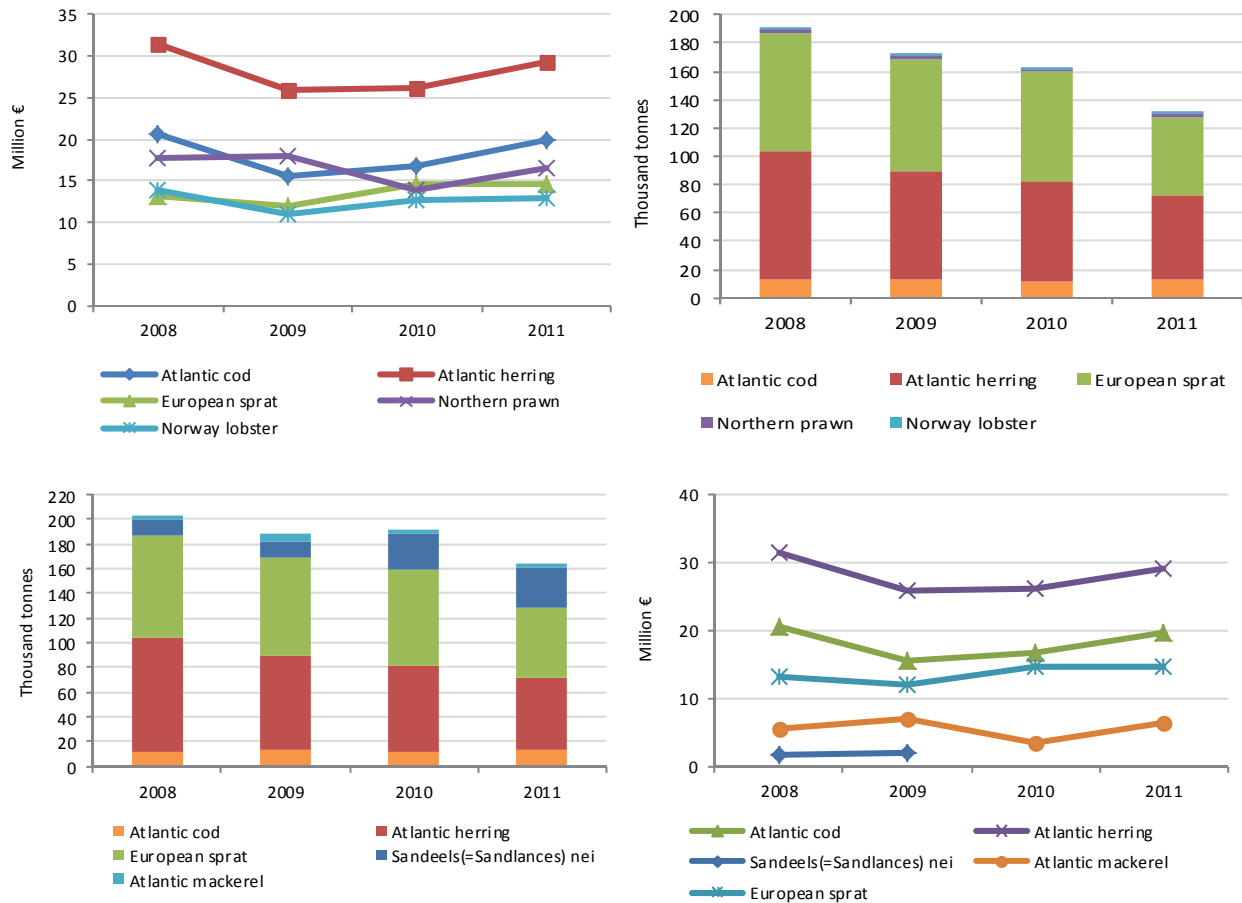 35
30
25
20
15
10
5
0
Million €
2008 2009 2010 2011
Atlantic cod Atlantic herring
European sprat Northern prawn
Norway lobster
200
180
160
140
120
100
80
60
40
20
0
Thousand tonnes
2008 2009 2010 2011
Atlantic cod Atlantic herring European sprat
Northern prawn Norway lobster
220
200
180
160
140
120
100
80
60
40
20
0
Thousand tonnes
2008 2009 2010 2011
Atlantic cod Atlantic herring
European sprat Sandeels(=Sandlances) nei
Atlantic mackerel
40
30
20
10
0
Million €
2008 2009 2010 2011
Atlantic cod Atlantic herring
Sandeels(=Sandlances) nei Atlantic mackerel
European sprat